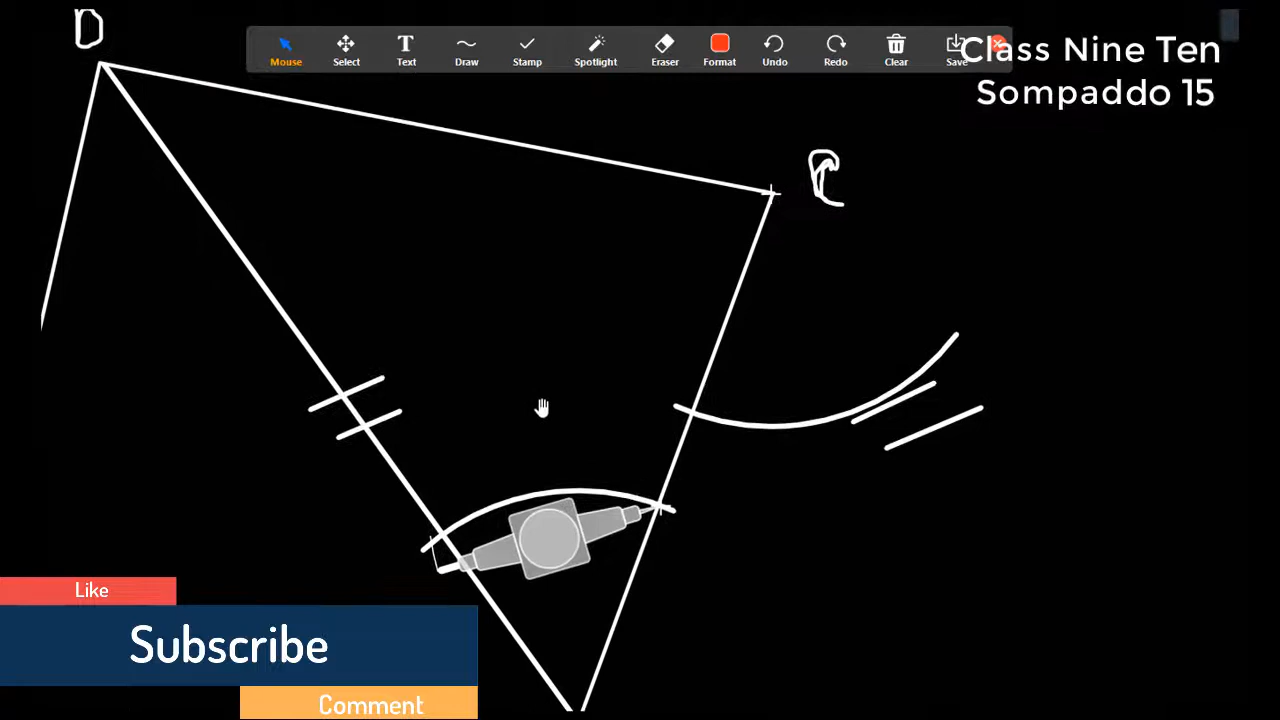 D
Mouse Select Text Draw Stamp Spotlight Eraser Format Undo Redo Clear Save
T
Class Nine Ten
Sompaddo 15
C
Like
Subscribe
Comment